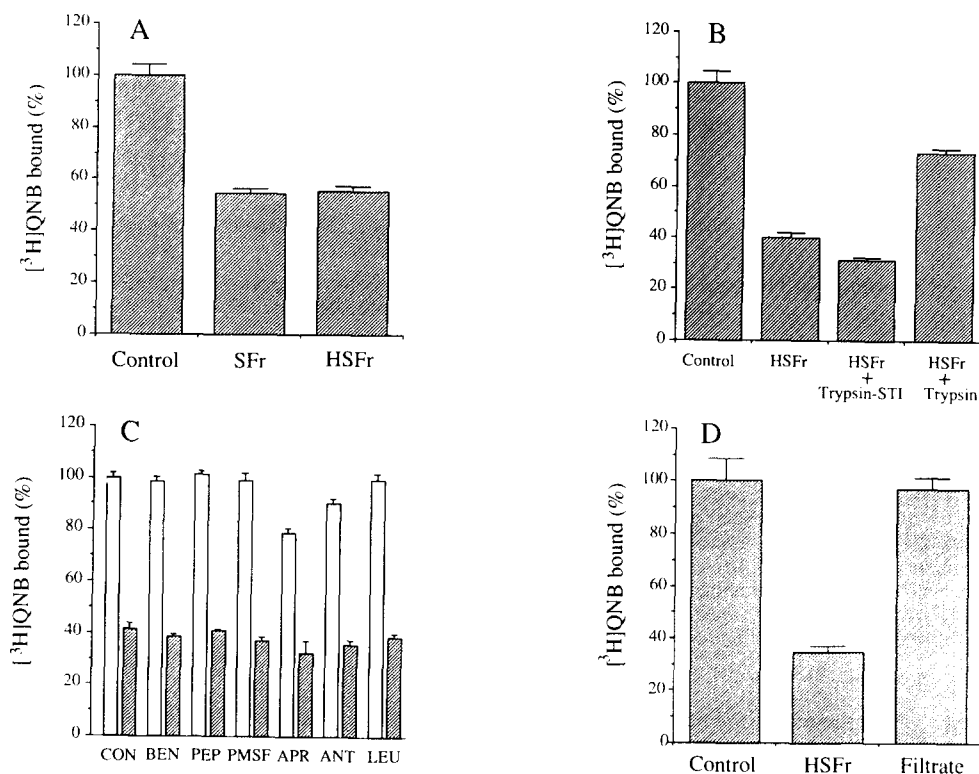 A
[³H]QNB bound (%)
120
100
80
60
40
20
0
Control SFr HSFr
B
[³H]QNB bound (%)
120
100
80
60
40
20
0
Control HSFr HSFr + Trypsin-STI HSFr + Trypsin
C
[³H]QNB bound (%)
120
100
80
60
40
20
0
CON BEN PEP PMSF APR ANT LEU
D
[³H]QNB bound (%)
120
100
80
60
40
20
0
Control HSFr Filtrate